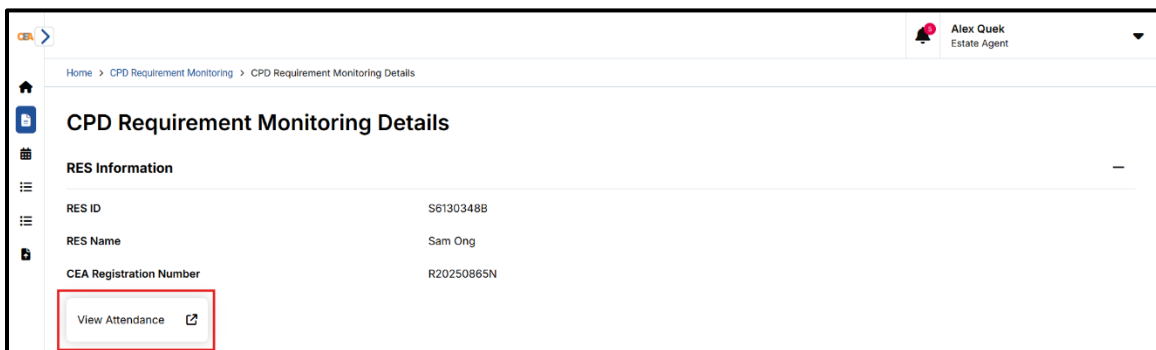 CEA
5
Alex Quek
Estate Agent
Home > CPD Requirement Monitoring > CPD Requirement Monitoring Details
CPD Requirement Monitoring Details
RES Information
RES ID S6130348B
RES Name Sam Ong
CEA Registration Number R20250865N
View Attendance